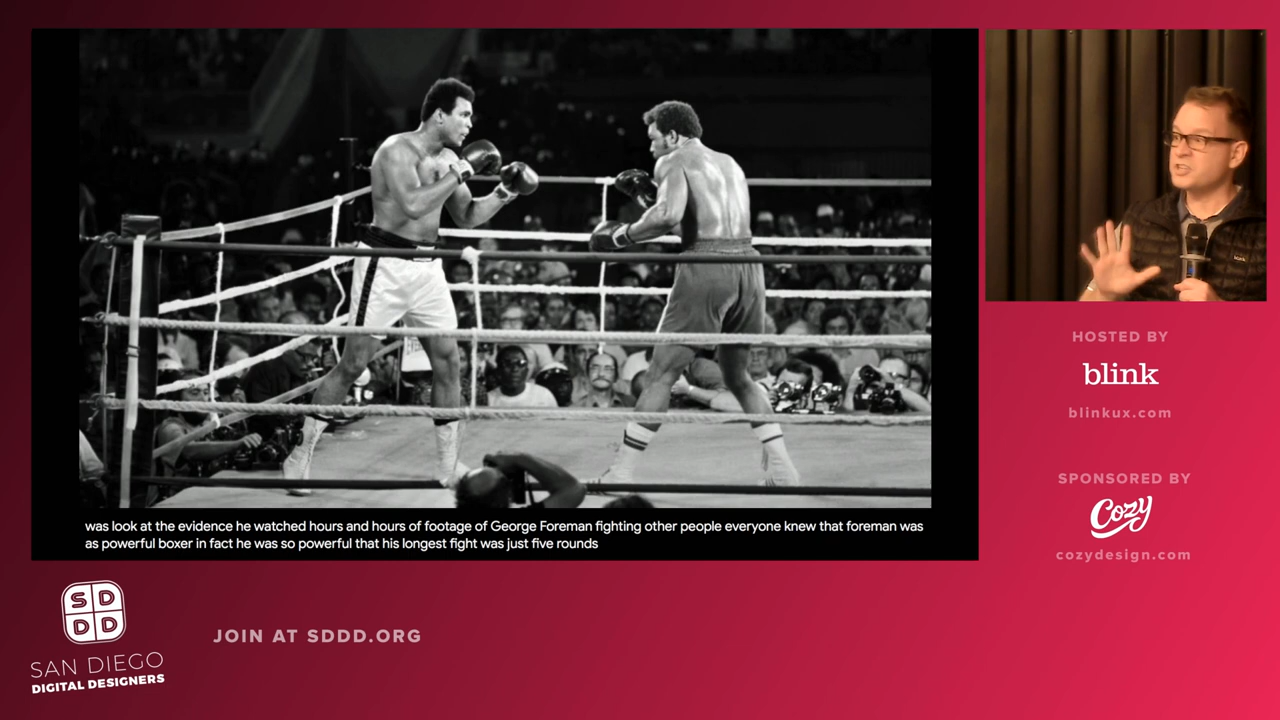 was look at the evidence he watched hours and hours of footage of George Foreman fighting other people everyone knew that foreman was
as powerful boxer in fact he was so powerful that his longest fight was just five rounds
HOSTED BY
blink
blinkux.com
SPONSORED BY
Cozy
cozydesign.com
SD
DD
SAN DIEGO
DIGITAL DESIGNERS
JOIN AT SDDD.ORG